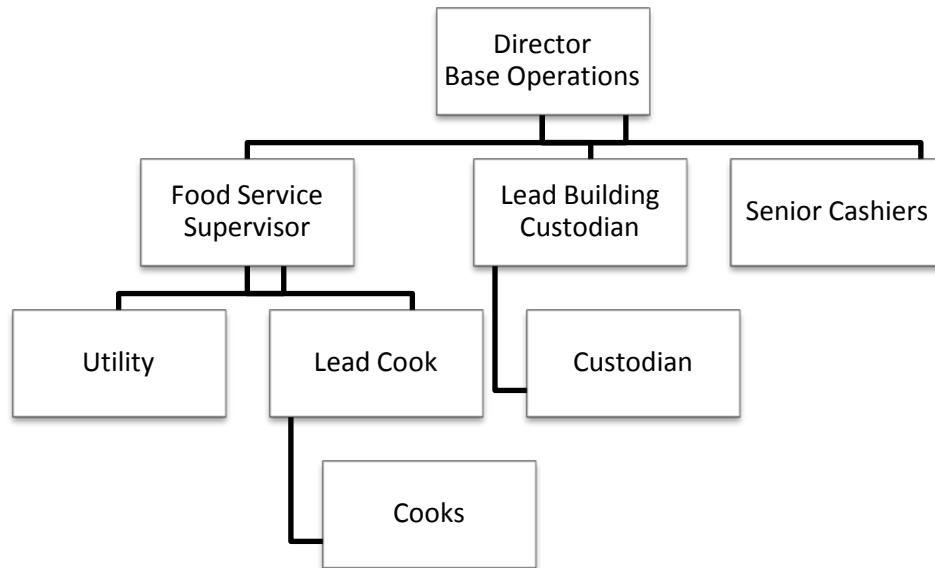 Director
Base Operations
Food Service
Supervisor
Lead Building
Custodian
Senior Cashiers
Utility
Lead Cook
Custodian
Cooks